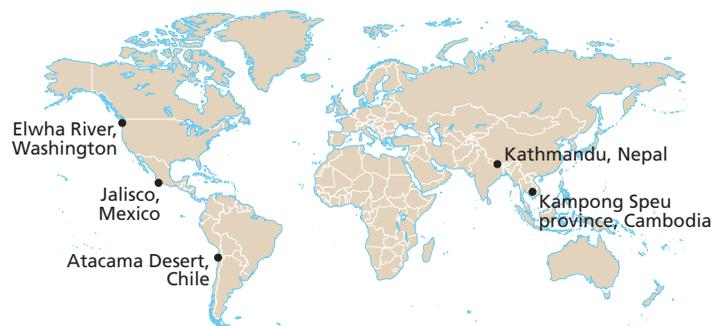 Elwha River,
Washington
Kathmandu, Nepal
Jalisco,
Mexico
Kampong Speu
province, Cambodia
Atacama Desert,
Chile